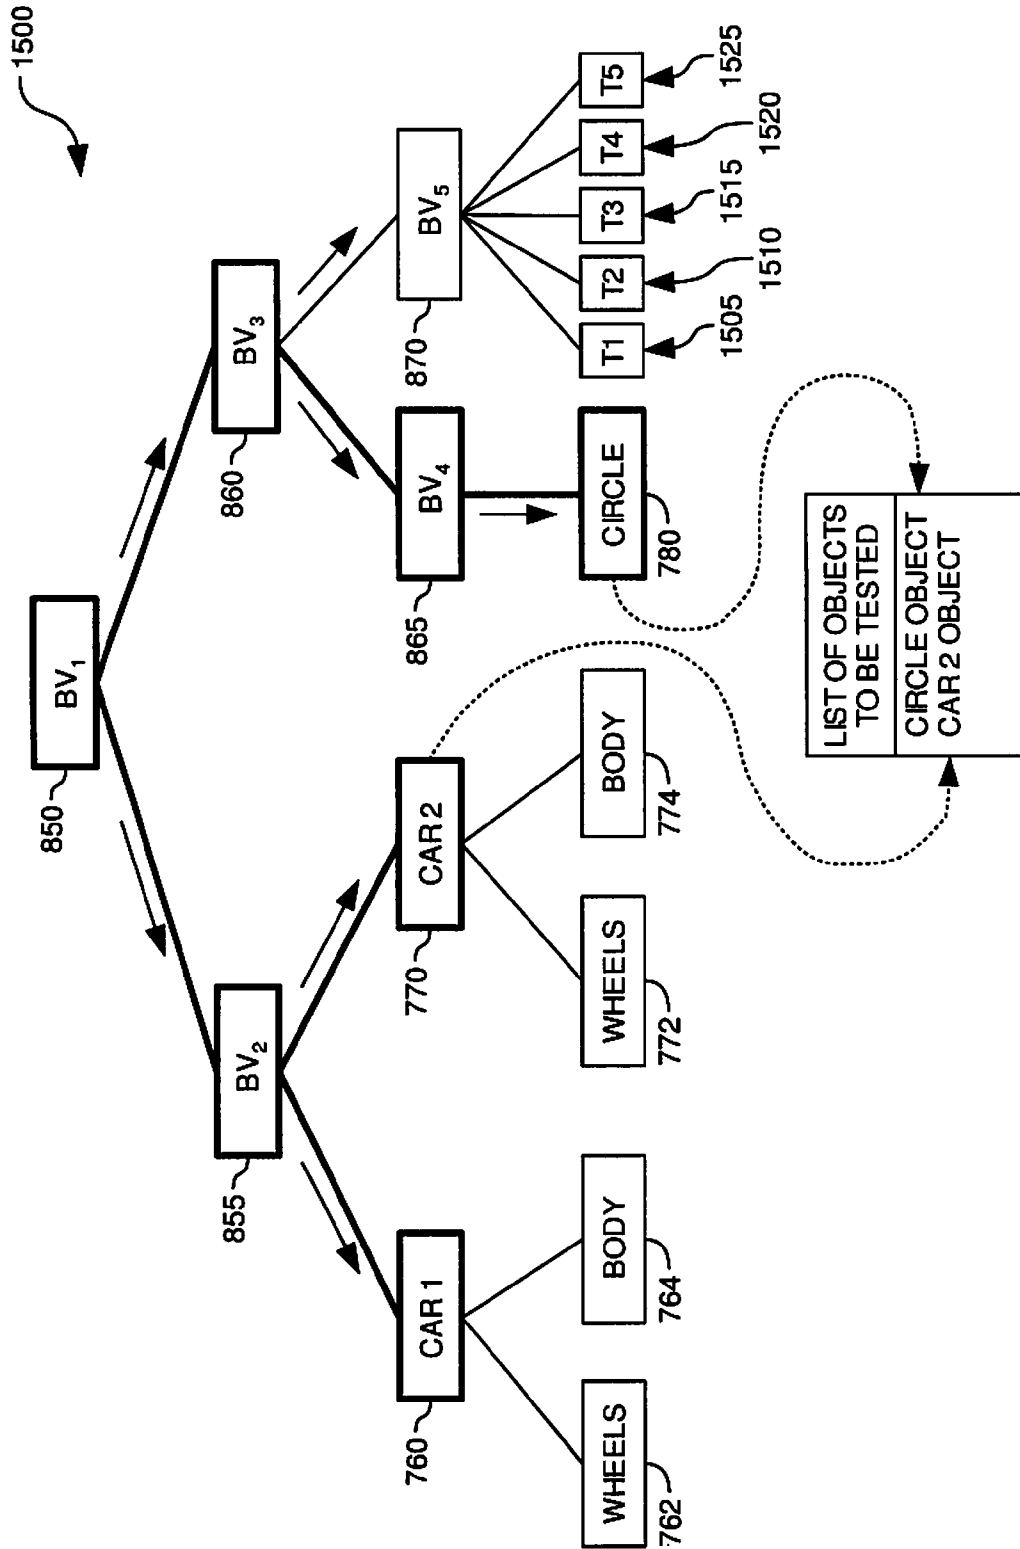 1500
BV1
850
BV2
855
BV3
860
CAR 1
760
CAR 2
770
BV4
865
BV5
870
WHEELS
762
BODY
764
WHEELS
772
BODY
774
CIRCLE
780
T1
T2
T3
T4
T5
1505
1510
1515
1520
1525
LIST OF OBJECTS
TO BE TESTED
CIRCLE OBJECT
CAR 2 OBJECT